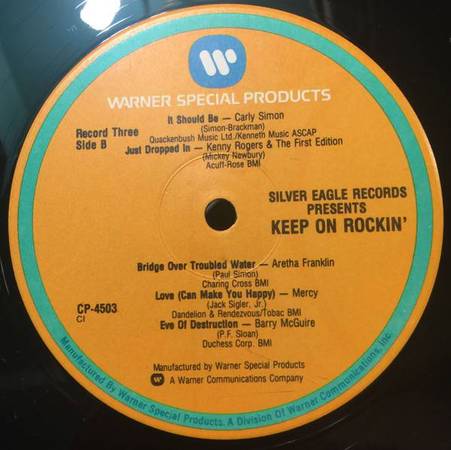 WARNER SPECIAL PRODUCTS
It Should Be — Carly Simon
(Simon-Brackman)
Quackenbush Music Ltd./Kenneth Music ASCAP
Record Three
Side B
Just Dropped In — Kenny Rogers & The First Edition
(Mickey Newbury)
Acuff-Rose BMI
SILVER EAGLE RECORDS
PRESENTS
KEEP ON ROCKIN'
Bridge Over Troubled Water — Aretha Franklin
(Paul Simon)
Charing Cross BMI
Love (Can Make You Happy) — Mercy
(Jack Sigler, Jr.)
Dandelion & Rendezvous/Tobac BMI
Eve Of Destruction — Barry McGuire
(P.F. Sloan)
Duchess Corp. BMI
CP-4503
CI
Manufactured by Warner Special Products
A Warner Communications Company
Manufactured By Warner Special Products. A Division Of Warner Communications, Inc.